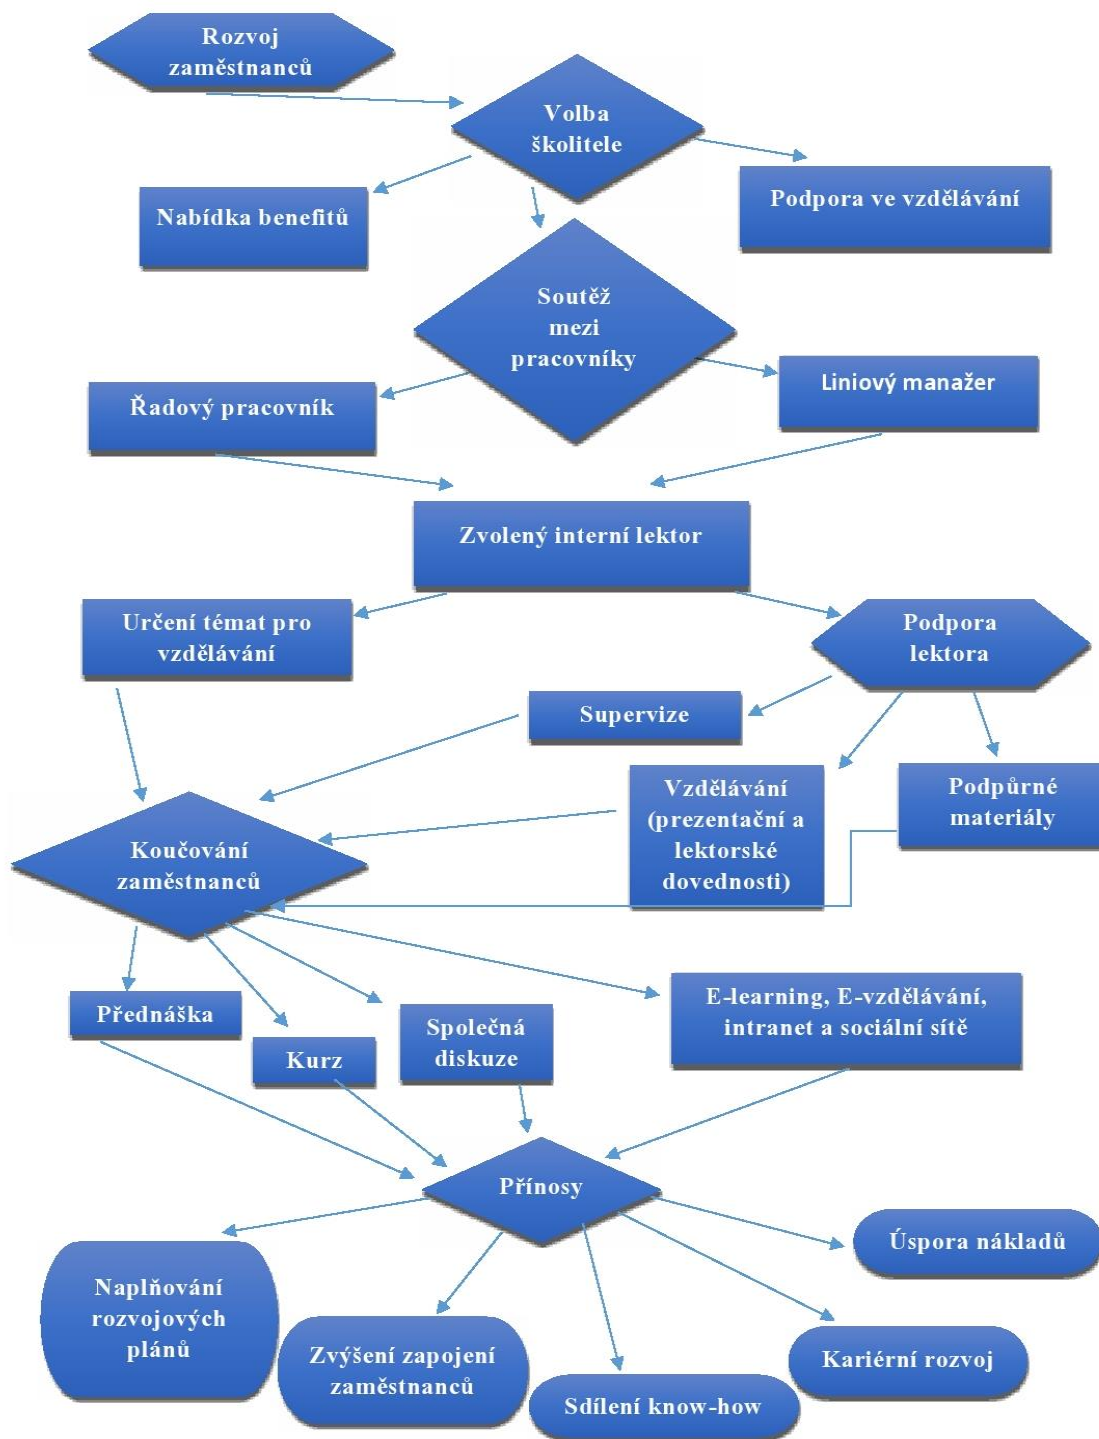 Rozvoj
zaměstnanců
Volba
školitele
Nabídka benefitů
Podpora ve vzdělávání
Soutěž
mezi
pracovníky
Řadový pracovník
Liniový manažer
Zvolený interní lektor
Určení témat pro
vzdělávání
Podpora
lektora
Supervize
Vzdělávání
(prezentační a
lektorské
dovednosti)
Podpůrné
materiály
Koučování
zaměstnanců
Přednáška
Kurz
Společná
diskuze
E-learning, E-vzdělávání,
intranet a sociální sítě
Přínosy
Naplňování
rozvojových
plánů
Zvýšení zapojení
zaměstnanců
Sdílení know-how
Kariérní rozvoj
Úspora nákladů